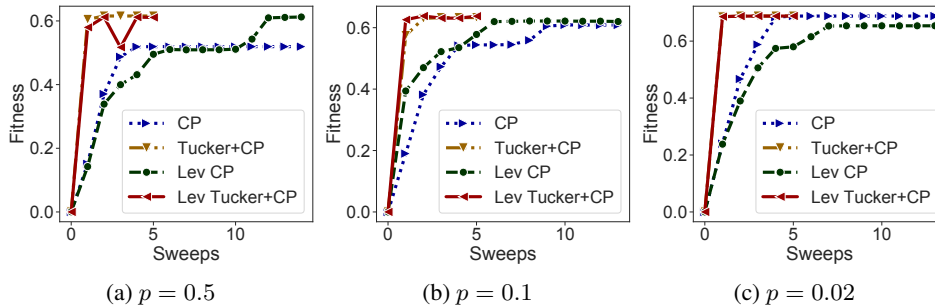 Fitness
0.6
0.4
0.2
0.0
CP
Tucker+CP
Lev CP
Lev Tucker+CP
0 5 10
Sweeps
(a) p = 0.5
Fitness
0.6
0.4
0.2
0.0
CP
Tucker+CP
Lev CP
Lev Tucker+CP
0 5 10
Sweeps
(b) p = 0.1
Fitness
0.6
0.4
0.2
0.0
CP
Tucker+CP
Lev CP
Lev Tucker+CP
0 5 10
Sweeps
(c) p = 0.02